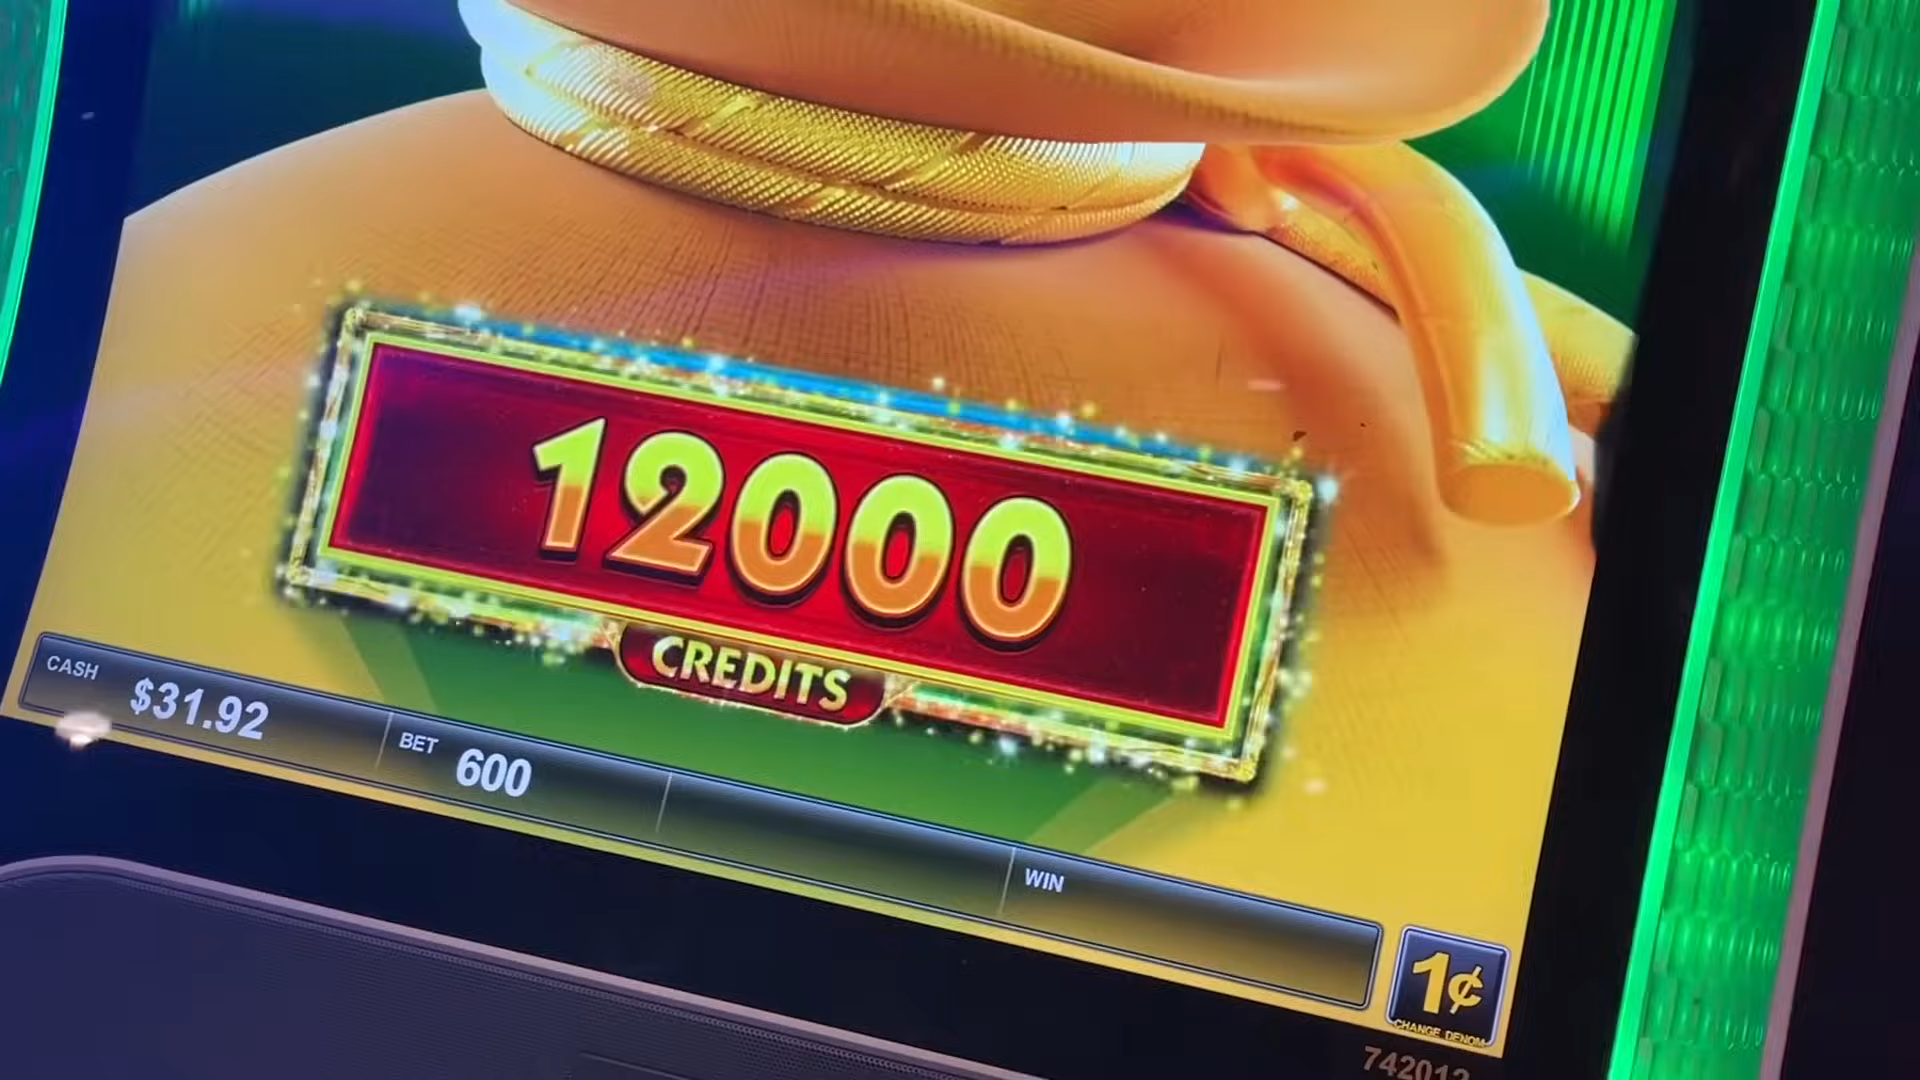 12000
CREDITS
CASH $31.92
BET 600
WIN
1¢
CHANGE DENOM
742012